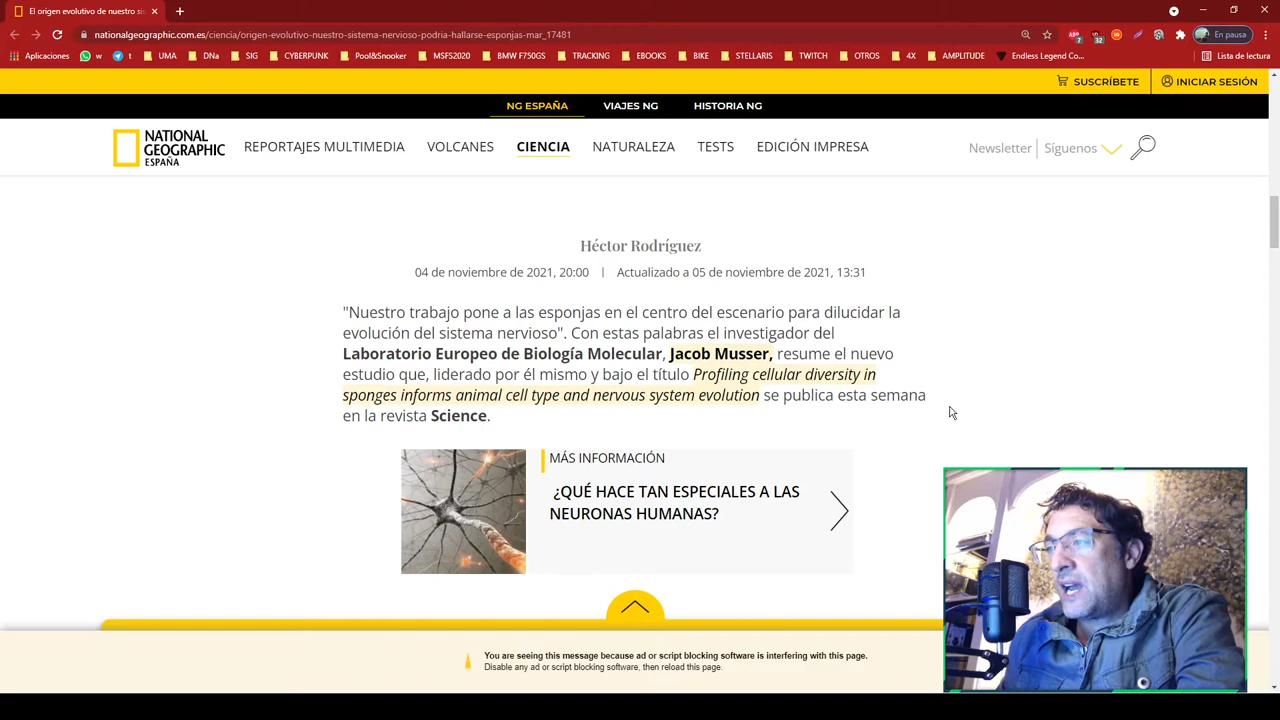 El origen evolutivo de nuestro sis
nationalgeographic.com.es/ciencia/origen-evolutivo-nuestro-sistema-nervioso-podria-hallarse-esponjas-mar_17481
7
32
En pausa
Aplicaciones
w
t
UMA
DNa
SIG
CYBERPUNK
Pool&Snooker
MSFS2020
BMW F750GS
TRACKING
EBOOKS
BIKE
STELLARIS
TWITCH
OTROS
4X
AMPLITUDE
Endless Legend Co...
Lista de lectura
SUSCRÍBETE
INICIAR SESIÓN
NG ESPAÑA
VIAJES NG
HISTORIA NG
NATIONAL
GEOGRAPHIC
ESPAÑA
REPORTAJES MULTIMEDIA
VOLCANES
CIENCIA
NATURALEZA
TESTS
EDICIÓN IMPRESA
Newsletter
Síguenos
Héctor Rodríguez
04 de noviembre de 2021, 20:00 | Actualizado a 05 de noviembre de 2021, 13:31
"Nuestro trabajo pone a las esponjas en el centro del escenario para dilucidar la
evolución del sistema nervioso". Con estas palabras el investigador del
Laboratorio Europeo de Biología Molecular, Jacob Musser, resume el nuevo
estudio que, liderado por él mismo y bajo el título Profiling cellular diversity in
sponges informs animal cell type and nervous system evolution se publica esta semana
en la revista Science.
MÁS INFORMACIÓN
¿QUÉ HACE TAN ESPECIALES A LAS
NEURONAS HUMANAS?
You are seeing this message because ad or script blocking software is interfering with this page.
Disable any ad or script blocking software, then reload this page.